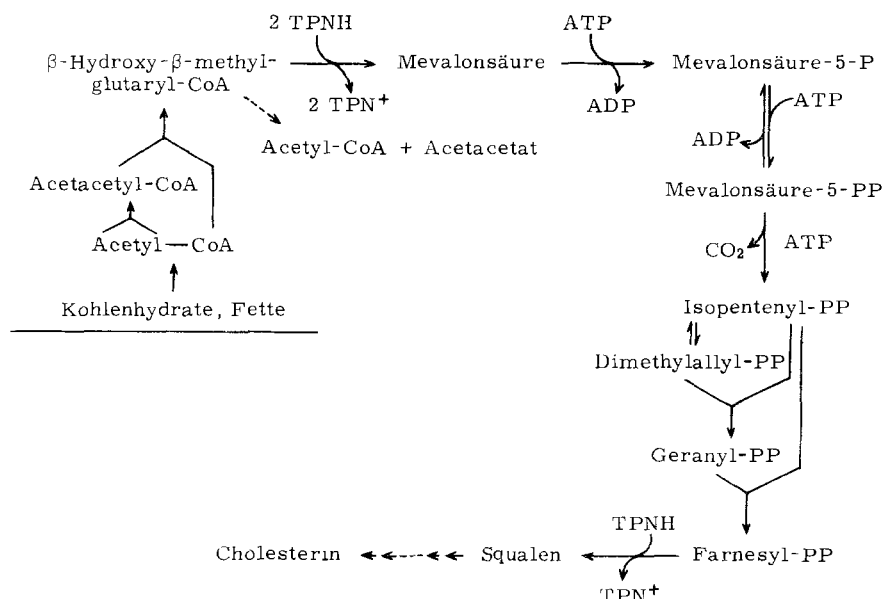 2 TPNH
ATP
β-Hydroxy-β-methyl-
glutaryl-CoA
Mevalonsäure
Mevalonsäure-5-P
2 TPN+
ADP
ATP
Acetyl-CoA + Acetacetat
ADP
Acetacetyl-CoA
Mevalonsäure-5-PP
Acetyl—CoA
CO₂
ATP
Kohlenhydrate, Fette
Isopentenyl-PP
Dimethylallyl-PP
Geranyl-PP
TPNH
Cholesterin
Squalen
Farnesyl-PP
TPN+